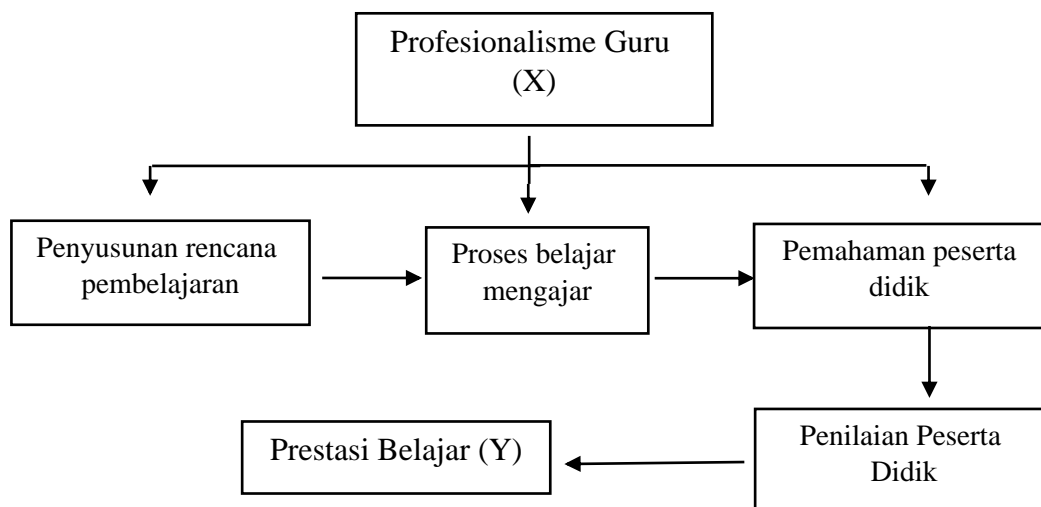 Profesionalisme Guru
(X)
Penyusunan rencana
pembelajaran
Proses belajar
mengajar
Pemahaman peserta
didik
Prestasi Belajar (Y)
Penilaian Peserta
Didik